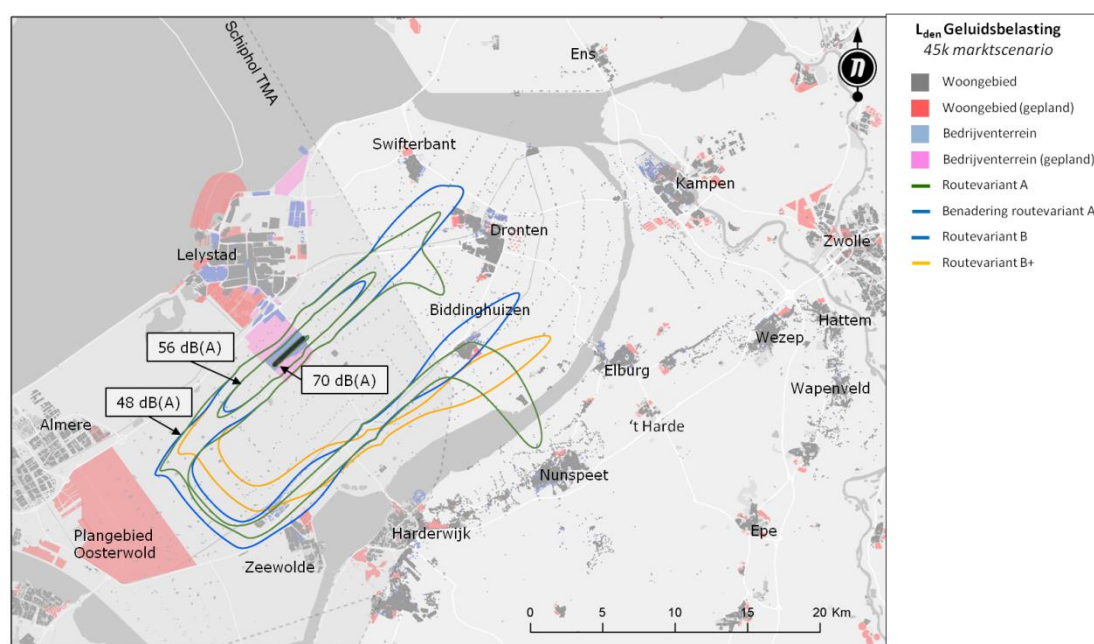 Schiphol TMA
Ens
Swifterbant
Kampen
Dronten
Zwolle
Lelystad
Biddinghuizen
Hattem
56 dB(A)
Wezep
Elburg
70 dB(A)
Wapenveld
48 dB(A)
Almere
't Harde
Nunspeet
Plangebied
Oosterwold
Harderwijk
Epe
Zeewolde
0 5 10 15 20 Km
n
Lden Geluidsbelasting
45k marktscenario
Woongebied
Woongebied (gepland)
Bedrijventerrein
Bedrijventerrein (gepland)
Routevariant A
Benadering routevariant A
Routevariant B
Routevariant B+